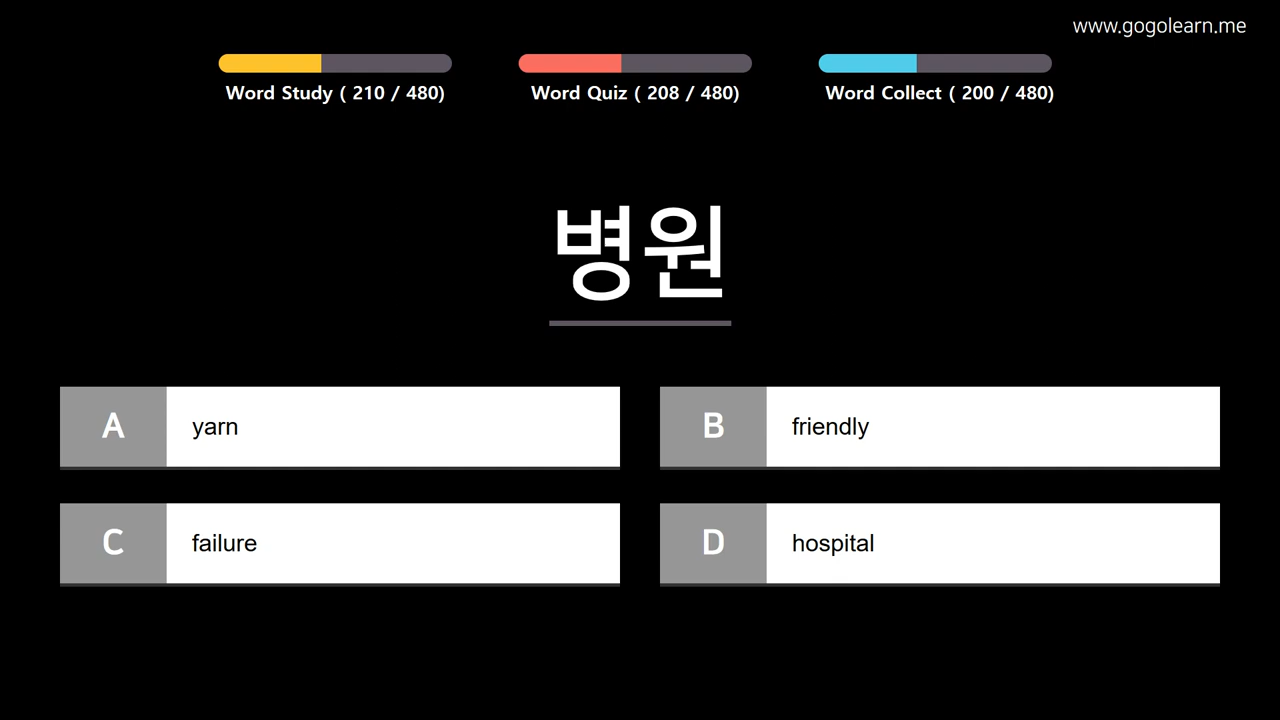 www.gogolearn.me
Word Study ( 210 / 480)
Word Quiz ( 208 / 480)
Word Collect ( 200 / 480)
병원
A yarn
B friendly
C failure
D hospital